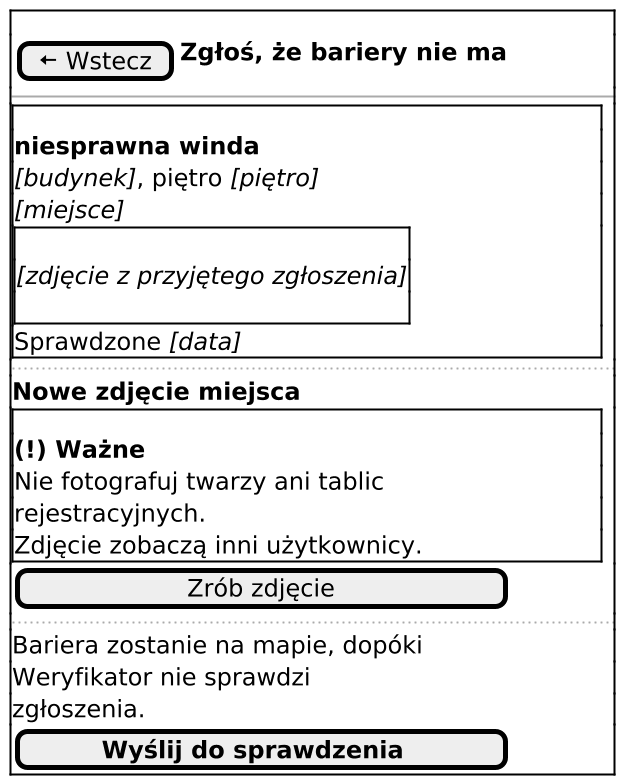 ← Wstecz Zgłoś, że bariery nie ma
niesprawna winda
[budynek], piętro [piętro]
[miejsce]
[zdjęcie z przyjętego zgłoszenia]
Sprawdzone [data]
Nowe zdjęcie miejsca
(!) Ważne
Nie fotografuj twarzy ani tablic
rejestracyjnych.
Zdjęcie zobaczą inni użytkownicy.
Zrób zdjęcie
Bariera zostanie na mapie, dopóki
Weryfikator nie sprawdzi
zgłoszenia.
Wyślij do sprawdzenia